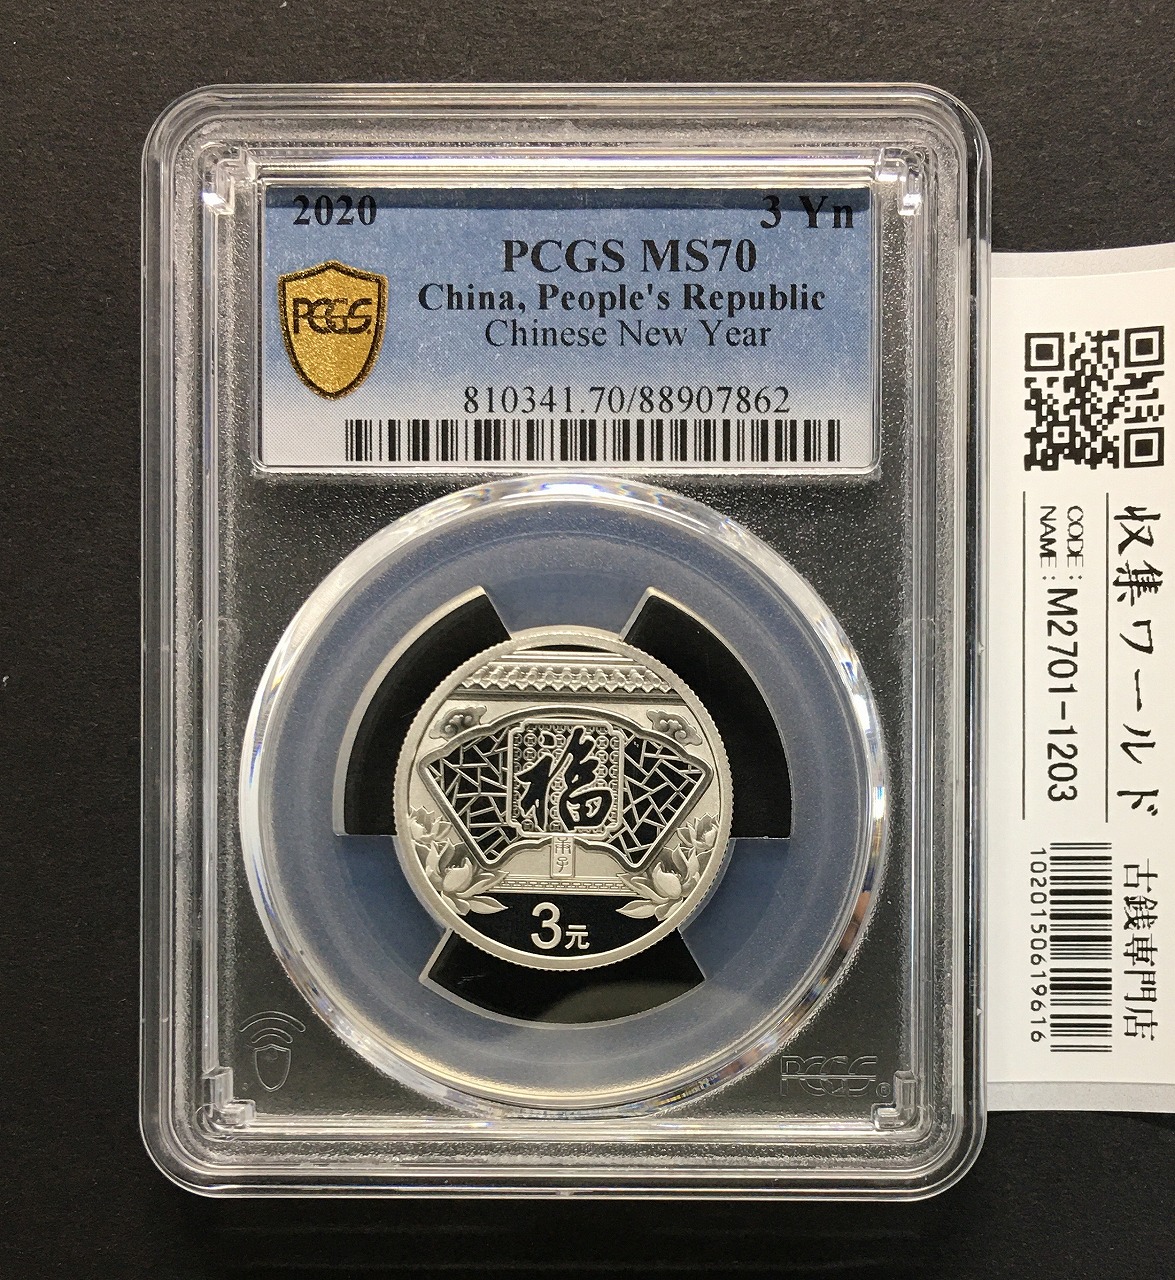 2020
3 Yn
PCGS MS70
China, People's Republic
Chinese New Year
PCGS
810341.70/88907862
福
3元
PCGS
収集ワールド 古銭専門店
CODE:
NAME: M2701-1203
1020150619616